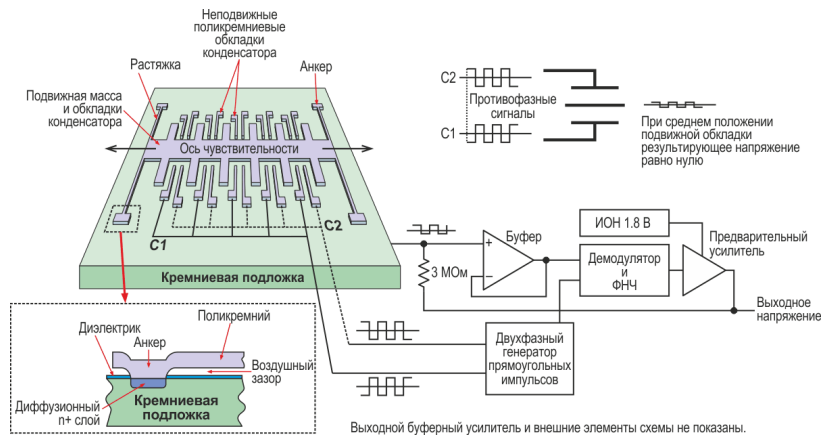 Неподвижные
поликремниевые
обкладки
конденсатора
Растяжка
Анкер
Подвижная масса
и обкладки
конденсатора
Ось чувствительности
C1
C2
Кремниевая подложка
C2
Противофазные
сигналы
C1
При среднем положении
подвижной обкладки
результирующее напряжение
равно нулю
+
−
Буфер
3 МОм
ИОН 1.8 В
Предварительный
усилитель
Демодулятор
и
ФНЧ
Выходное
напряжение
Двухфазный
генератор
прямоугольных
импульсов
Диэлектрик
Анкер
Поликремний
Воздушный
зазор
Диффузионный
n+ слой
Кремниевая
подложка
Выходной буферный усилитель и внешние элементы схемы не показаны.